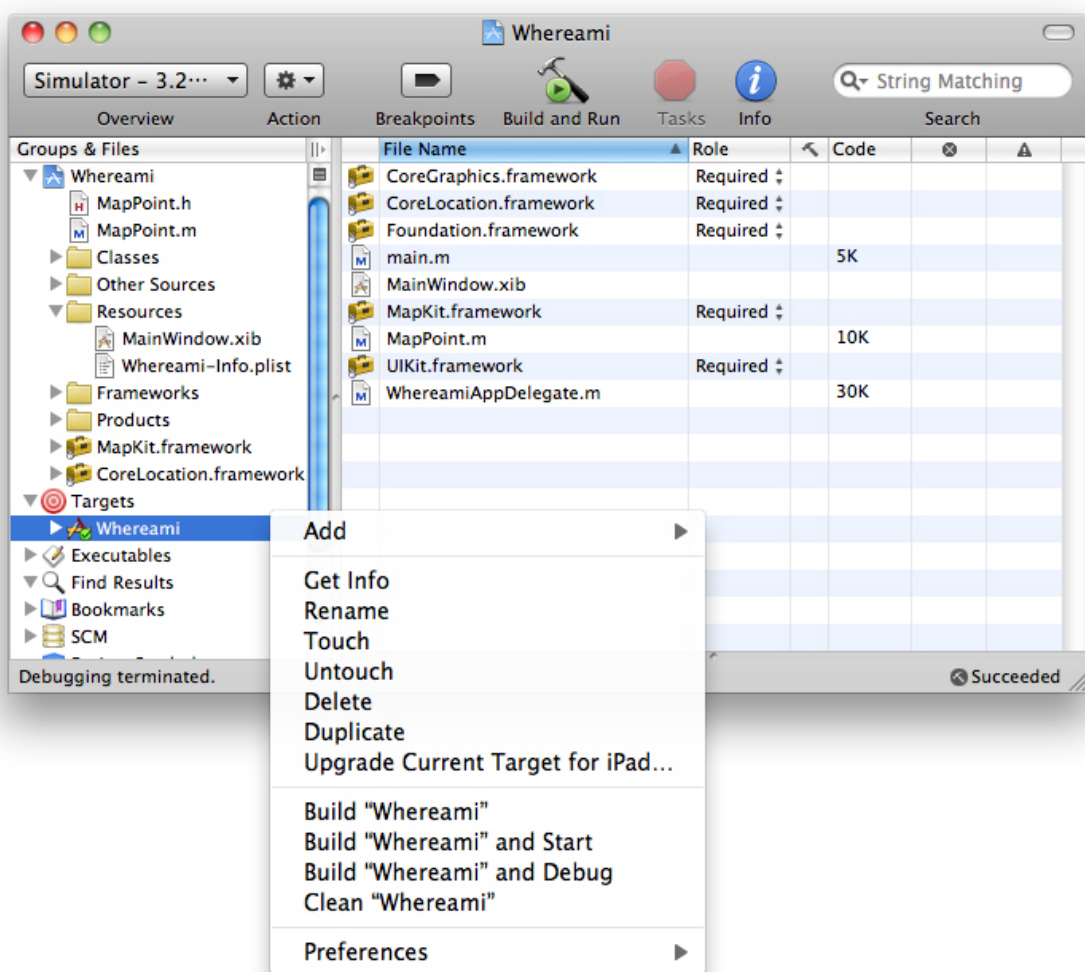 Whereami
Simulator – 3.2···
String Matching
Overview Action Breakpoints Build and Run Tasks Info Search
Groups & Files File Name Role Code
Whereami CoreGraphics.framework Required
MapPoint.h CoreLocation.framework Required
MapPoint.m Foundation.framework Required
Classes main.m 5K
Other Sources MainWindow.xib
Resources MapKit.framework Required
MainWindow.xib MapPoint.m 10K
Whereami-Info.plist UIKit.framework Required
Frameworks WhereamiAppDelegate.m 30K
Products
MapKit.framework
CoreLocation.framework
Targets
Whereami
Executables
Find Results
Bookmarks
SCM
Debugging terminated. Succeeded
Add
Get Info
Rename
Touch
Untouch
Delete
Duplicate
Upgrade Current Target for iPad...
Build “Whereami”
Build “Whereami” and Start
Build “Whereami” and Debug
Clean “Whereami”
Preferences